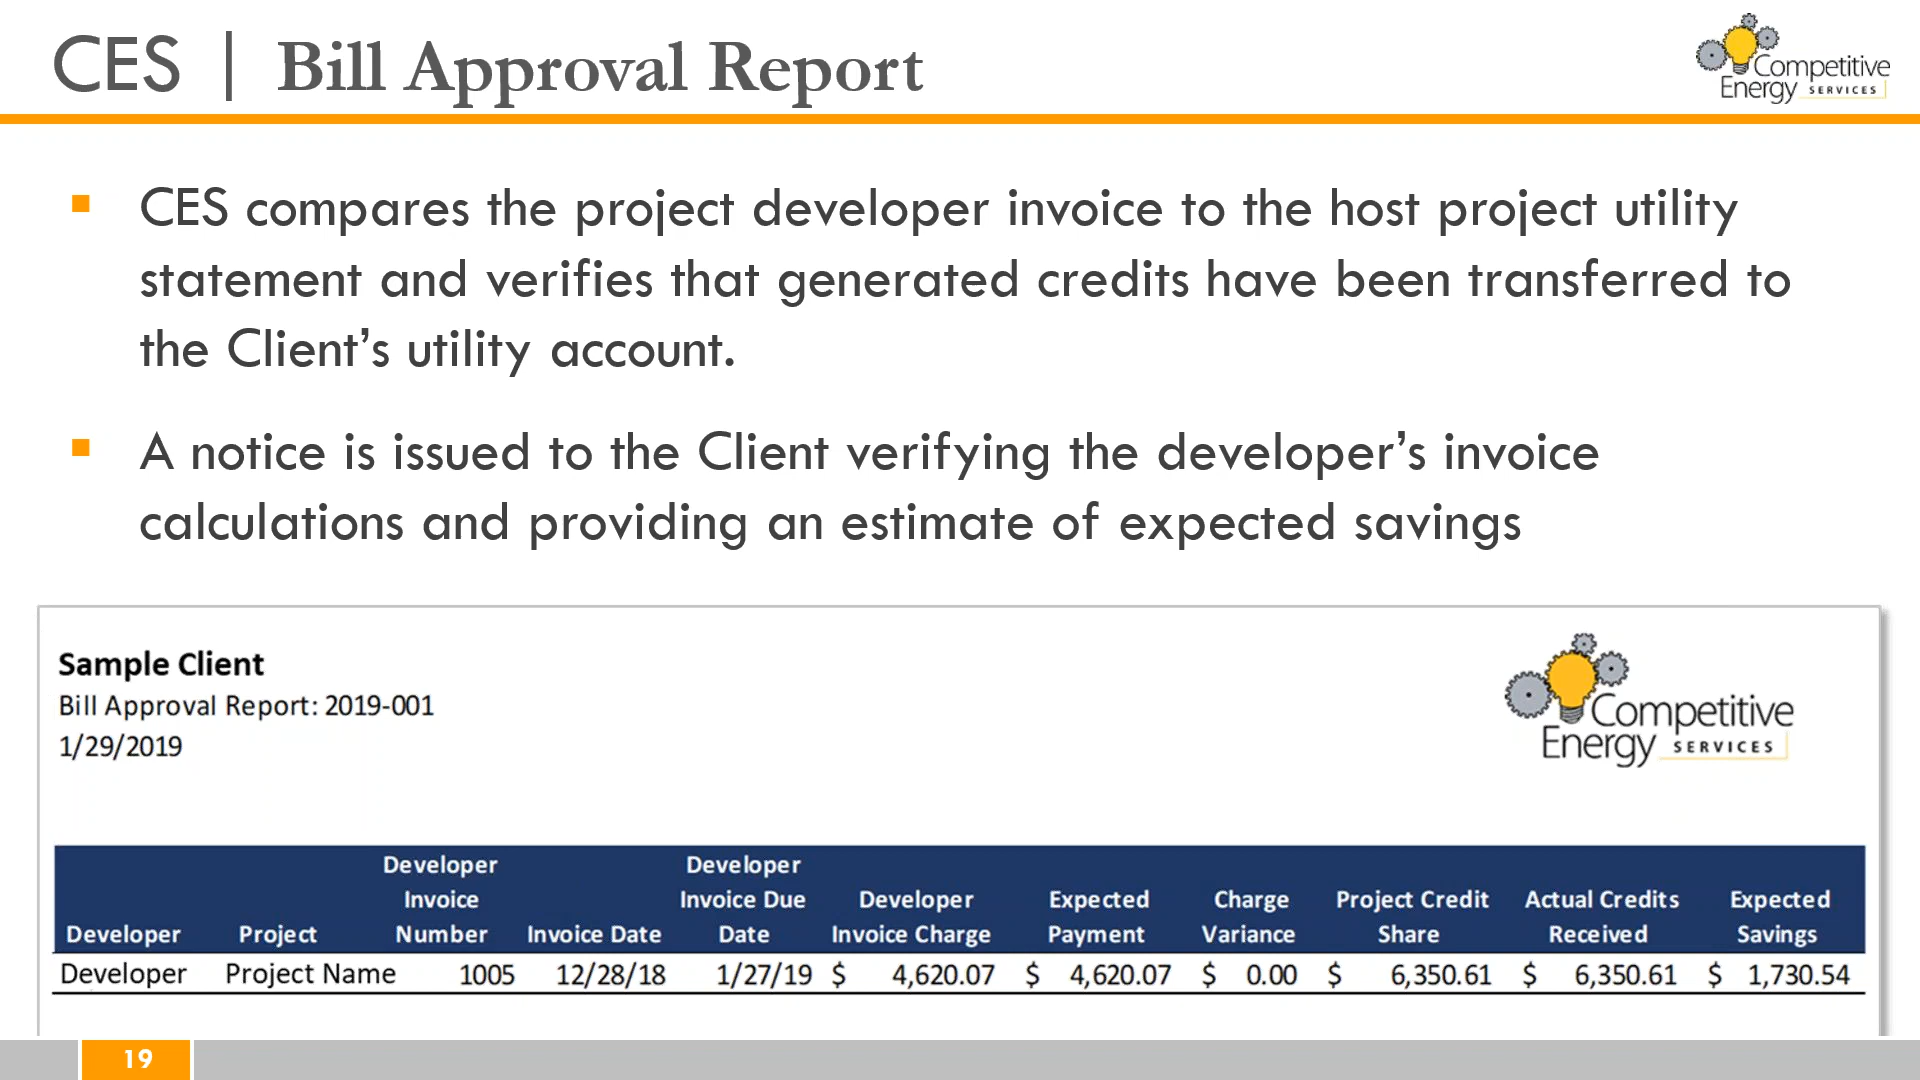 CES | Bill Approval Report
Competitive
Energy SERVICES
CES compares the project developer invoice to the host project utility
statement and verifies that generated credits have been transferred to
the Client’s utility account.
A notice is issued to the Client verifying the developer’s invoice
calculations and providing an estimate of expected savings
Sample Client
Bill Approval Report: 2019-001
1/29/2019
Competitive
Energy SERVICES
Developer Developer
Invoice Invoice Due Developer Expected Charge Project Credit Actual Credits Expected
Developer Project Number Invoice Date Date Invoice Charge Payment Variance Share Received Savings
Developer Project Name 1005 12/28/18 1/27/19 $ 4,620.07 $ 4,620.07 $ 0.00 $ 6,350.61 $ 6,350.61 $ 1,730.54
19